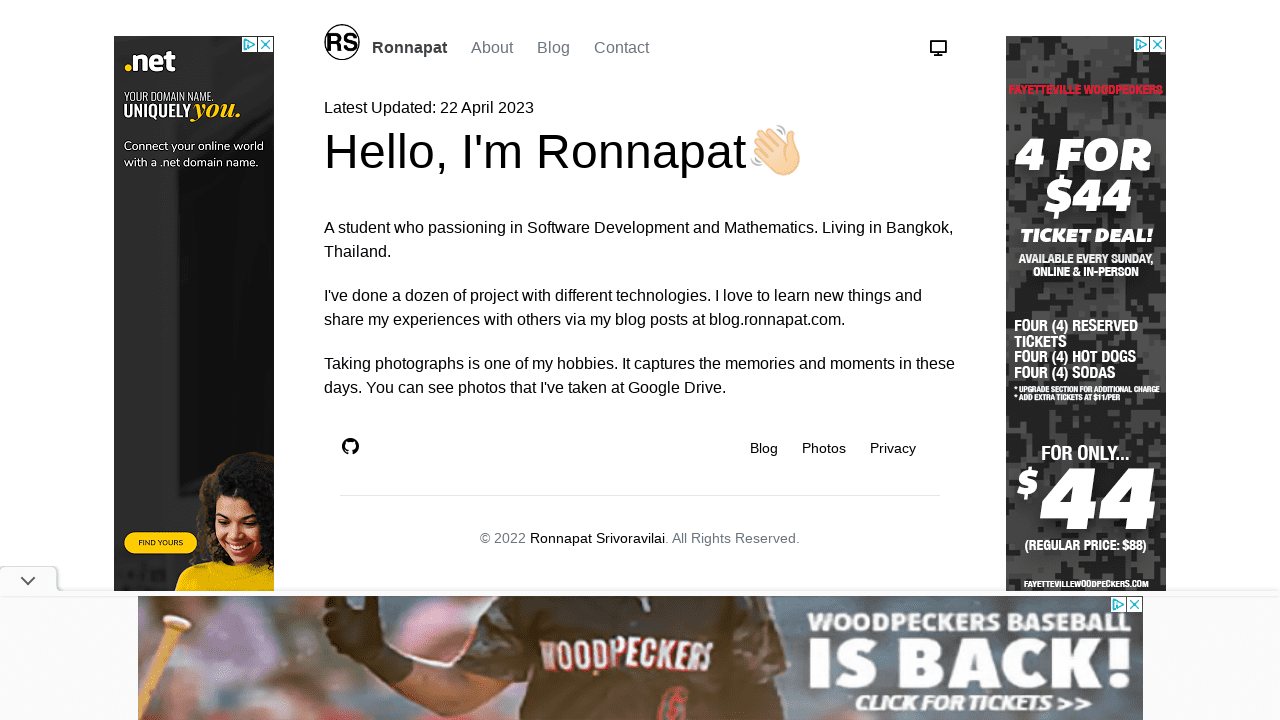 RS
Ronnapat
About
Blog
Contact
Latest Updated: 22 April 2023
Hello, I'm Ronnapat👋🏻
A student who passioning in Software Development and Mathematics. Living in Bangkok,
Thailand.
I've done a dozen of project with different technologies. I love to learn new things and
share my experiences with others via my blog posts at blog.ronnapat.com.
Taking photographs is one of my hobbies. It captures the memories and moments in these
days. You can see photos that I've taken at Google Drive.
Blog
Photos
Privacy
© 2022 Ronnapat Srivoravilai. All Rights Reserved.
.net
YOUR DOMAIN NAME.
UNIQUELY you.
Connect your online world
with a .net domain name.
FIND YOURS
FAYETTEVILLE WOODPECKERS
4 FOR
$44
TICKET DEAL!
AVAILABLE EVERY SUNDAY,
ONLINE & IN-PERSON
FOUR (4) RESERVED
TICKETS
FOUR (4) HOT DOGS
FOUR (4) SODAS
* UPGRADE SECTION FOR ADDITIONAL CHARGE
* ADD EXTRA TICKETS AT $11/PER
FOR ONLY...
$44
(REGULAR PRICE: $88)
FAYETTEVILLEWOODPECKERS.COM
WOODPECKERS
6
WOODPECKERS BASEBALL
IS BACK!
CLICK FOR TICKETS >>